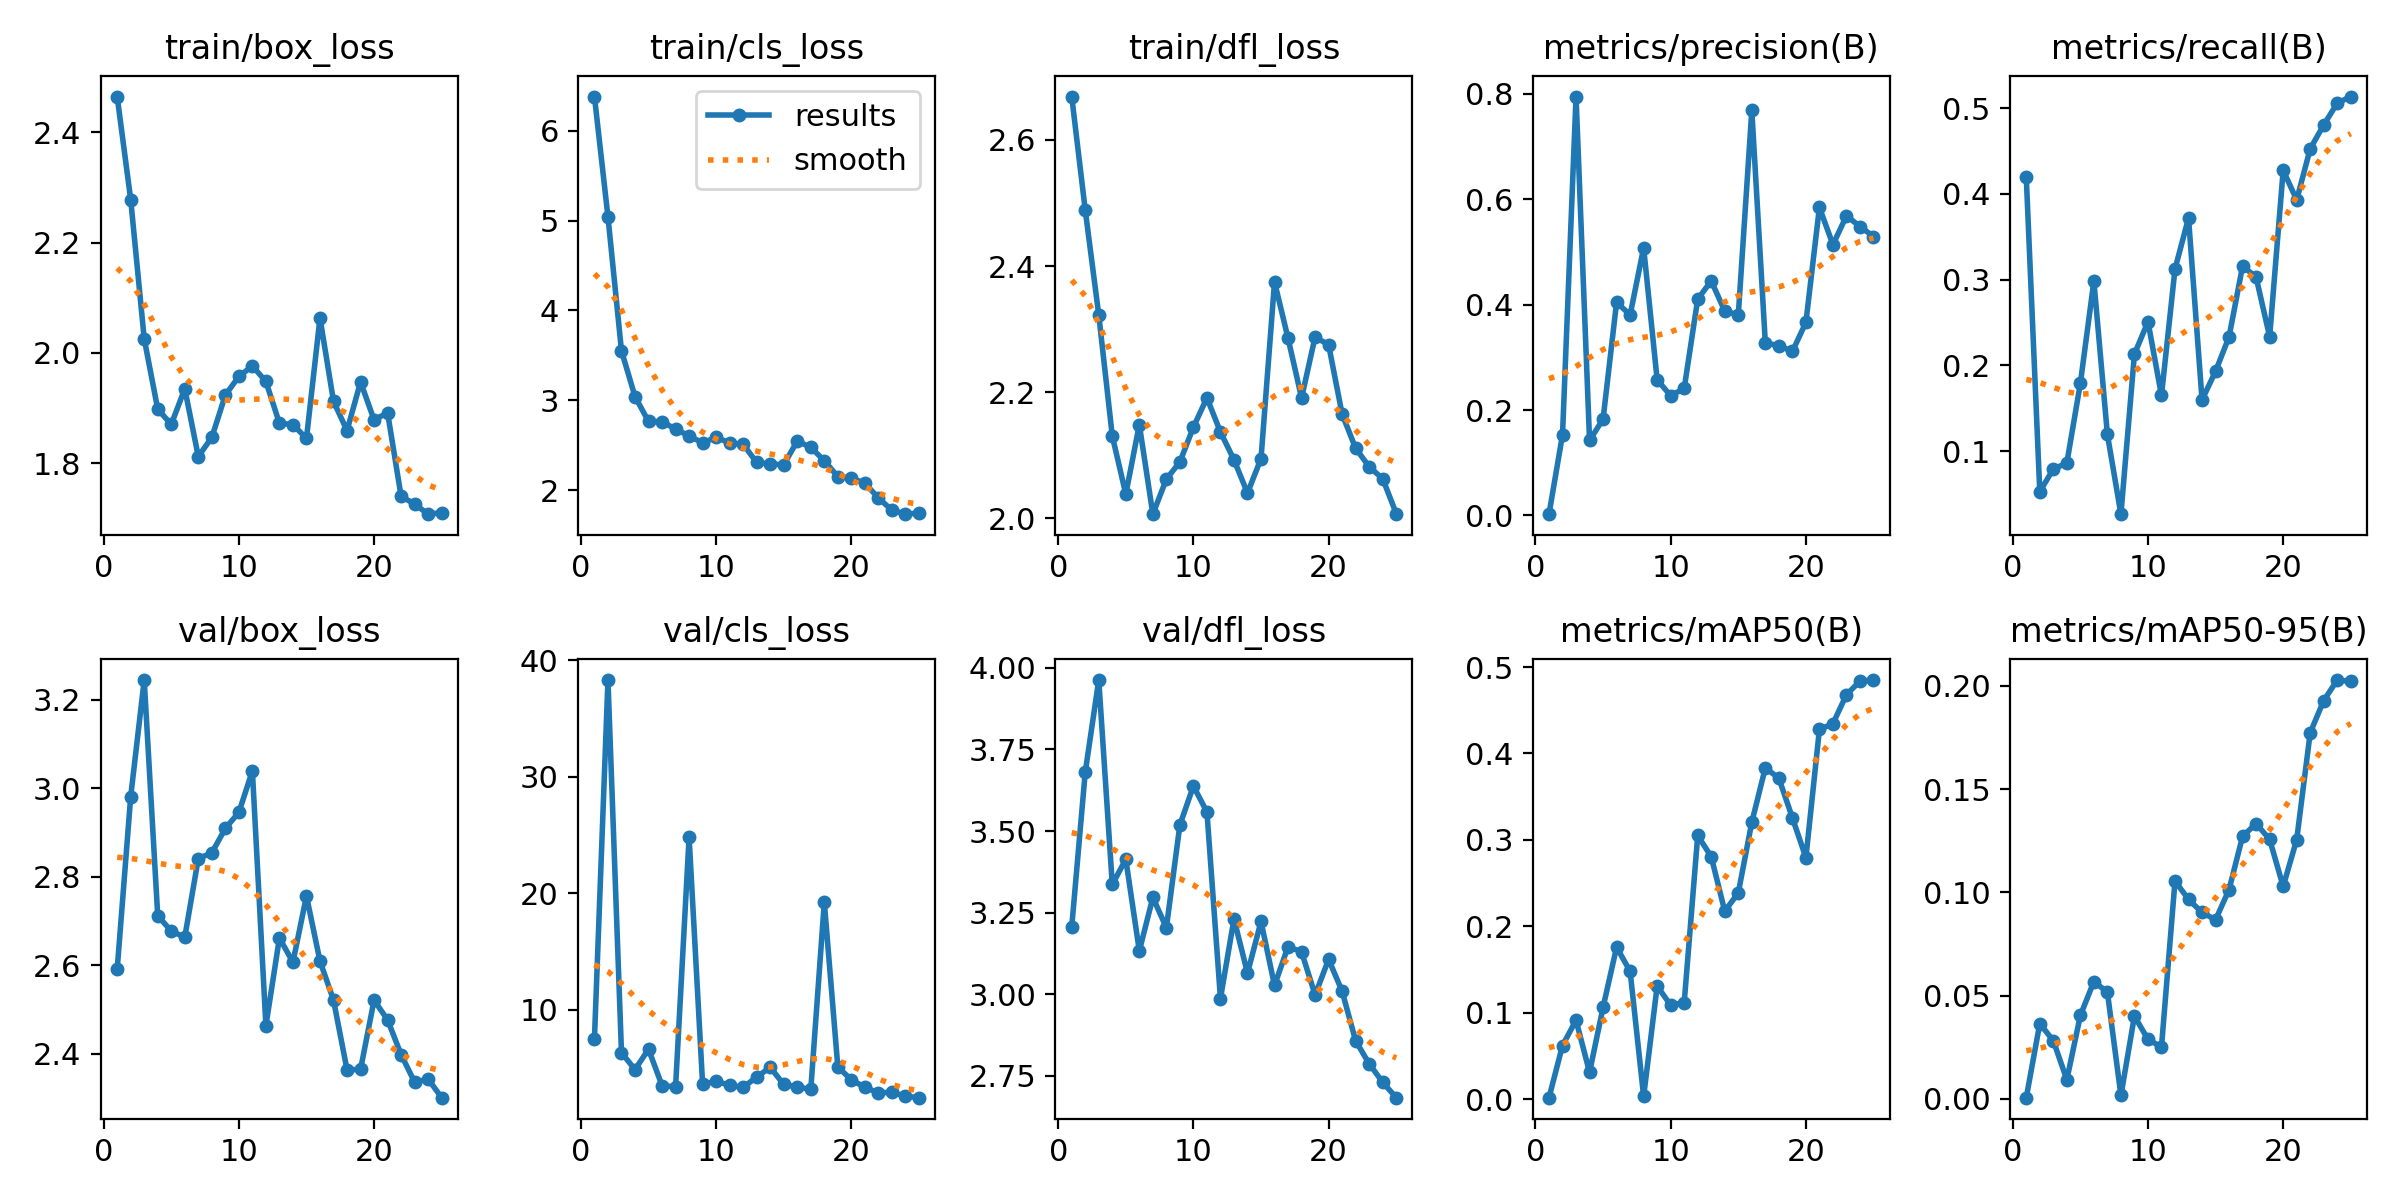 train/box_loss
2.4
2.2
2.0
1.8
0 10 20
train/cls_loss
results
smooth
6
5
4
3
2
0 10 20
train/dfl_loss
2.6
2.4
2.2
2.0
0 10 20
metrics/precision(B)
0.8
0.6
0.4
0.2
0.0
0 10 20
metrics/recall(B)
0.5
0.4
0.3
0.2
0.1
0 10 20
val/box_loss
3.2
3.0
2.8
2.6
2.4
0 10 20
val/cls_loss
40
30
20
10
0 10 20
val/dfl_loss
4.00
3.75
3.50
3.25
3.00
2.75
0 10 20
metrics/mAP50(B)
0.5
0.4
0.3
0.2
0.1
0.0
0 10 20
metrics/mAP50-95(B)
0.20
0.15
0.10
0.05
0.00
0 10 20